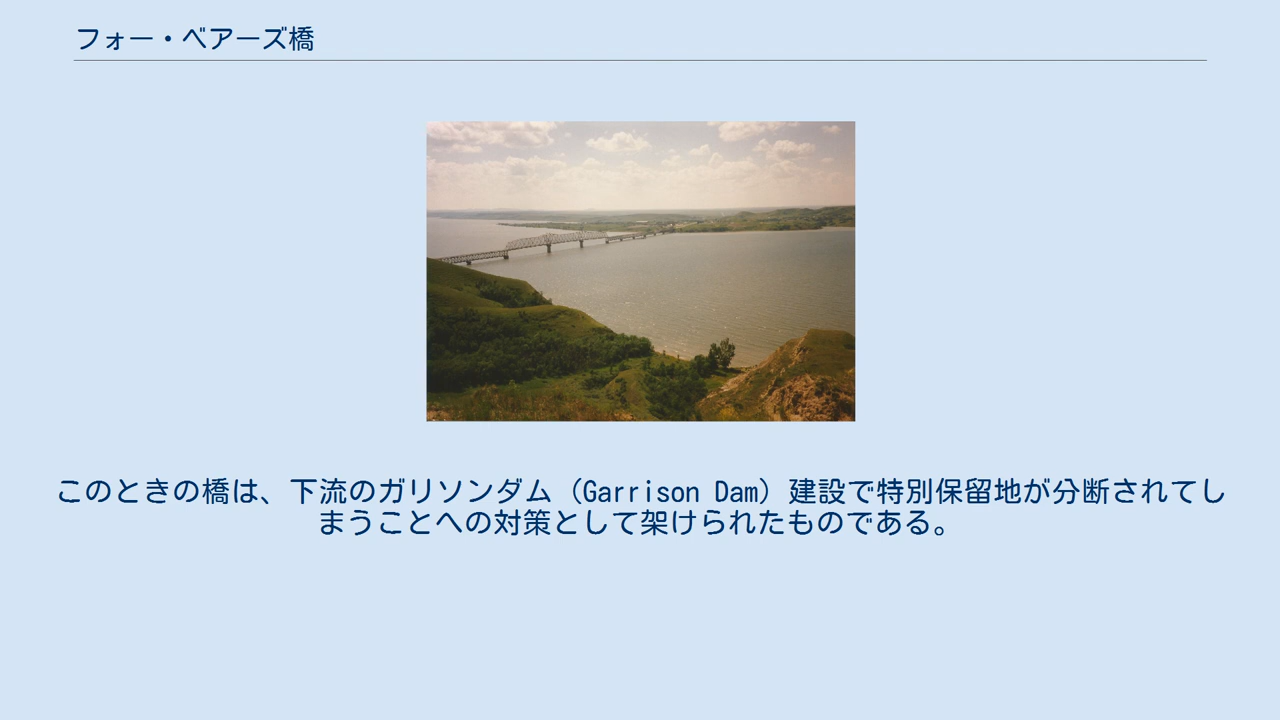 フォー・ベアーズ橋
このときの橋は、下流のガリソンダム（Garrison Dam）建設で特別保留地が分断されてし
まうことへの対策として架けられたものである。